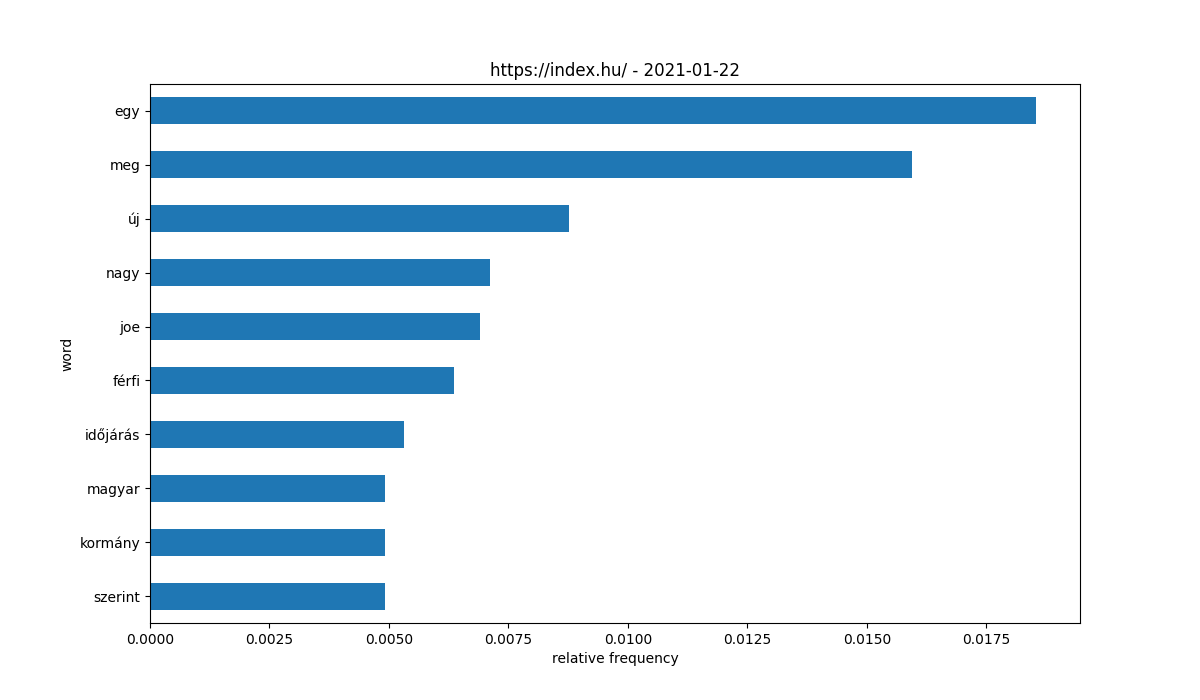 https://index.hu/ - 2021-01-22
egy
meg
új
nagy
joe
férfi
időjárás
magyar
kormány
szerint
word
0.0000 0.0025 0.0050 0.0075 0.0100 0.0125 0.0150 0.0175
relative frequency